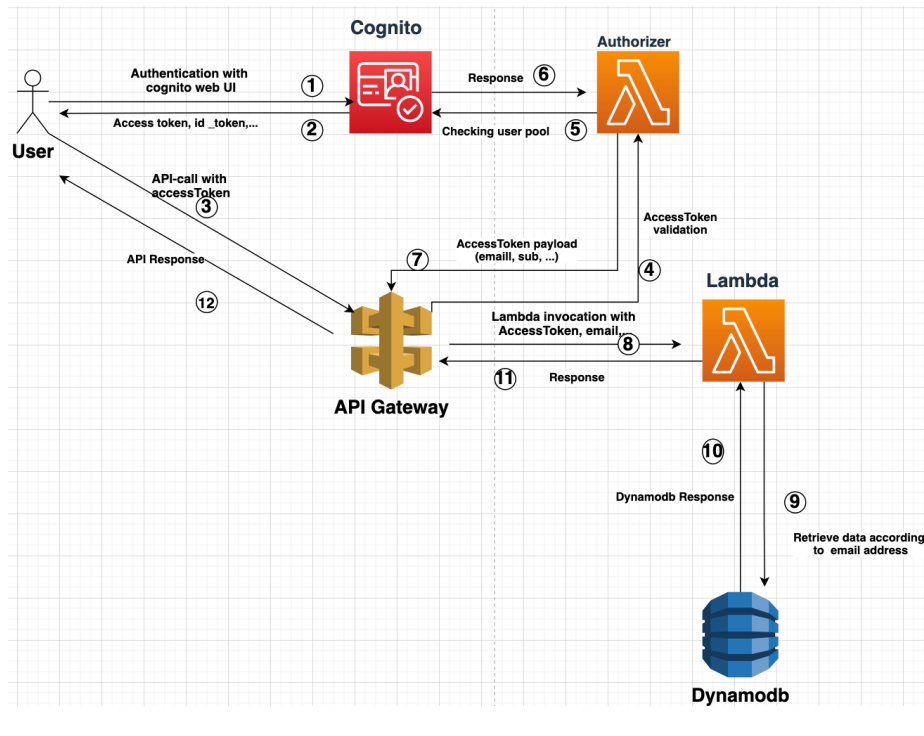 Cognito
Authorizer
Authentication with
cognito web UI
1
Response
6
Access token, id _token,...
2
Checking user pool
5
User
API-call with
accessToken
3
AccessToken
validation
AccessToken payload
(emaill, sub, ...)
7
4
API Response
12
Lambda
Lambda invocation with
AccessToken, email,..
8
11
Response
API Gateway
10
Dynamodb Response
9
Retrieve data according
to email address
Dynamodb